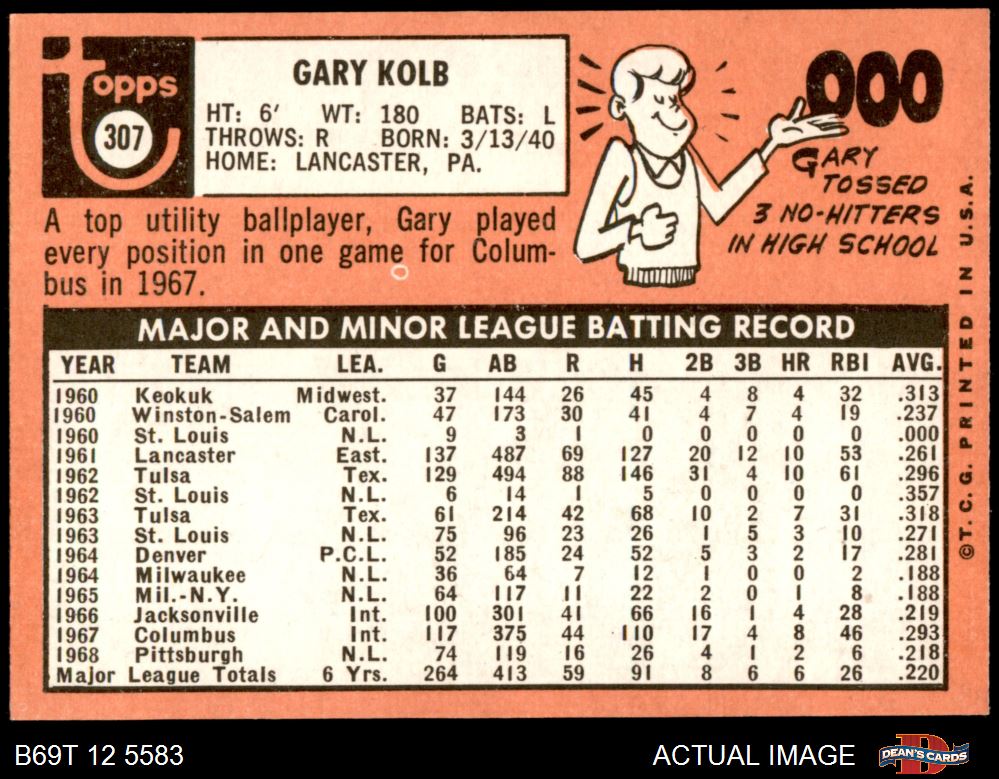 Topps
307
GARY KOLB
HT: 6' WT: 180 BATS: L
THROWS: R BORN: 3/13/40
HOME: LANCASTER, PA.
000
GARY
TOSSED
3 NO-HITTERS
IN HIGH SCHOOL
A top utility ballplayer, Gary played
every position in one game for Colum-
bus in 1967.
MAJOR AND MINOR LEAGUE BATTING RECORD
YEAR TEAM LEA. G AB R H 2B 3B HR RBI AVG.
1960 Keokuk Midwest. 37 144 26 45 4 8 4 32 .313
1960 Winston-Salem Carol. 47 173 30 41 4 7 4 19 .237
1960 St. Louis N.L. 9 3 1 0 0 0 0 0 .000
1961 Lancaster East. 137 487 69 127 20 12 10 53 .261
1962 Tulsa Tex. 129 494 88 146 31 4 10 61 .296
1962 St. Louis N.L. 6 14 1 5 0 0 0 0 .357
1963 Tulsa Tex. 61 214 42 68 10 2 7 31 .318
1963 St. Louis N.L. 75 96 23 26 1 5 3 10 .271
1964 Denver P.C.L. 52 185 24 52 5 3 2 17 .281
1964 Milwaukee N.L. 36 64 7 12 1 0 0 2 .188
1965 Mil.-N.Y. N.L. 64 117 11 22 2 0 1 8 .188
1966 Jacksonville Int. 100 301 41 66 16 1 4 28 .219
1967 Columbus Int. 117 375 44 110 17 4 8 46 .293
1968 Pittsburgh N.L. 74 119 16 26 4 1 2 6 .218
Major League Totals 6 Yrs. 264 413 59 91 8 6 6 26 .220
©T.C.G. PRINTED IN U.S.A.
B69T 12 5583
ACTUAL IMAGE
D
DEAN'S CARDS